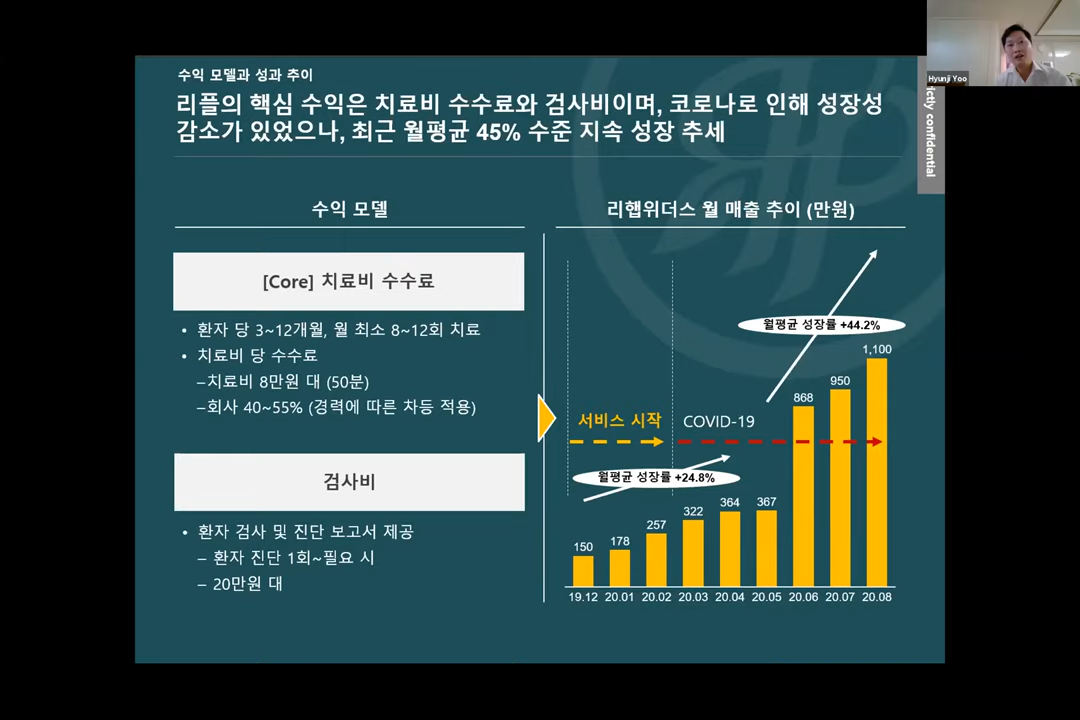 Hyunji Yoo
수익 모델과 성과 추이
리플의 핵심 수익은 치료비 수수료와 검사비이며, 코로나로 인해 성장성
감소가 있었으나, 최근 월평균 45% 수준 지속 성장 추세
ictly confidential
수익 모델
[Core] 치료비 수수료
• 환자 당 3~12개월, 월 최소 8~12회 치료
• 치료비 당 수수료
–치료비 8만원 대 (50분)
–회사 40~55% (경력에 따른 차등 적용)
검사비
• 환자 검사 및 진단 보고서 제공
– 환자 진단 1회~필요 시
– 20만원 대
리햅위더스 월 매출 추이 (만원)
월평균 성장률 +44.2%
서비스 시작
COVID-19
월평균 성장률 +24.8%
150 178 257 322 364 367 868 950 1,100
19.12 20.01 20.02 20.03 20.04 20.05 20.06 20.07 20.08